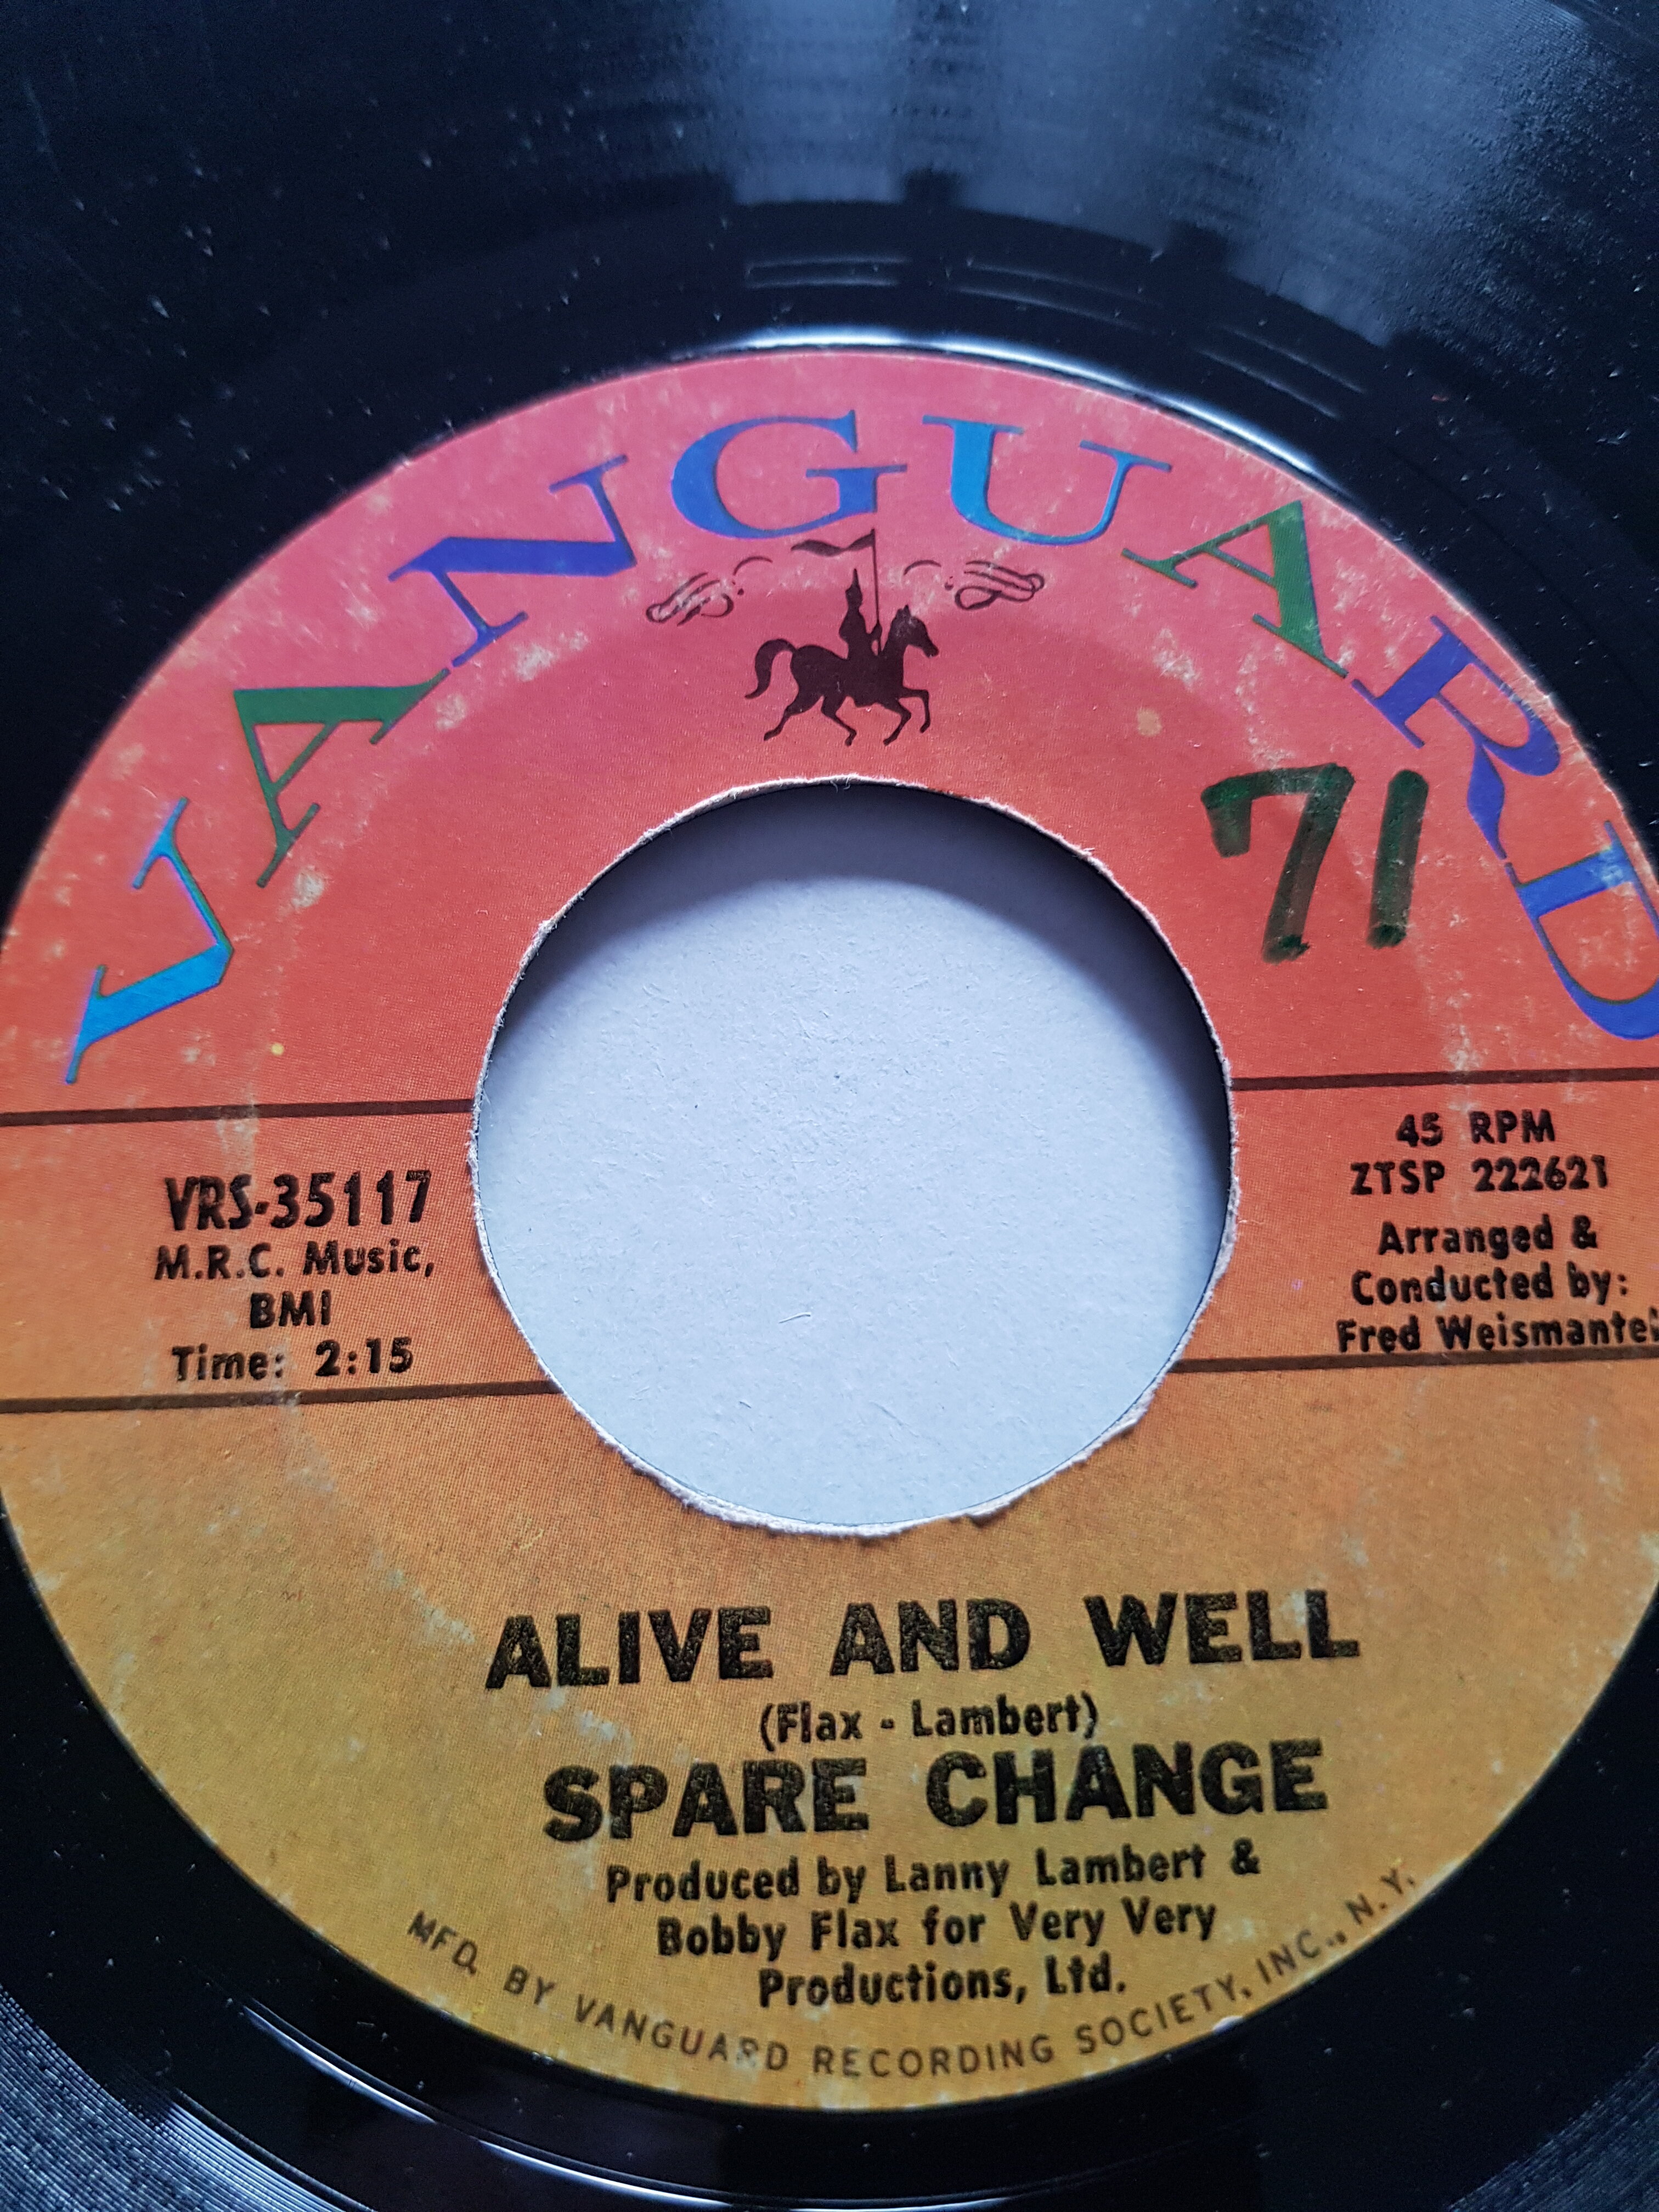 VANGUARD
71
VRS-35117
M.R.C. Music,
BMI
Time: 2:15
45 RPM
ZTSP 222621
Arranged &
Conducted by:
Fred
ALIVE AND WELL
(Flax - Lambert)
SPARE CHANGE
Produced by Lanny Lambert &
Bobby Flax for Very Very
Productions, Ltd.
MFD. BY VANGUARD RECORDING SOCIETY, INC., N.Y.